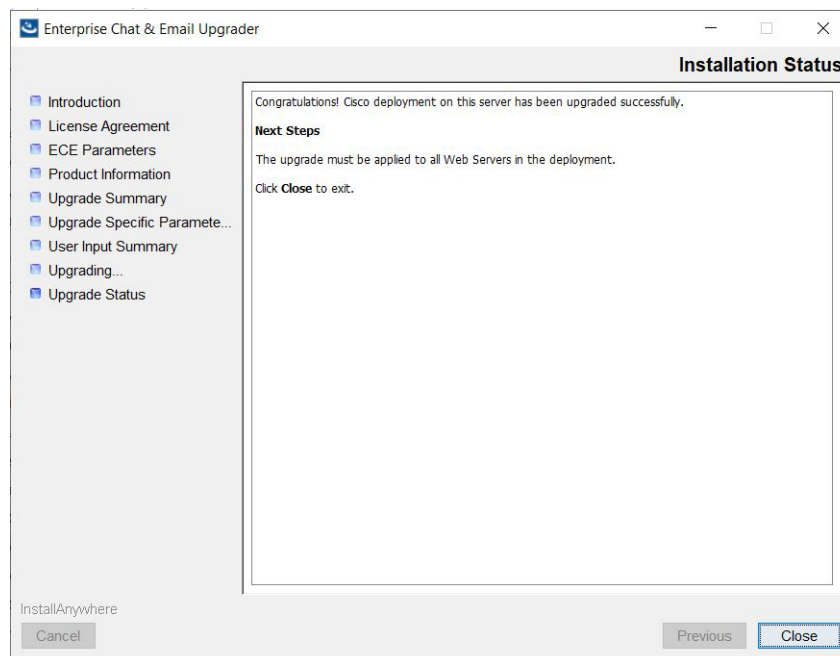 Enterprise Chat & Email Upgrader
Installation Status
Introduction
License Agreement
ECE Parameters
Product Information
Upgrade Summary
Upgrade Specific Paramete...
User Input Summary
Upgrading...
Upgrade Status
Congratulations! Cisco deployment on this server has been upgraded successfully.
Next Steps
The upgrade must be applied to all Web Servers in the deployment.
Click Close to exit.
InstallAnywhere
Cancel
Previous
Close